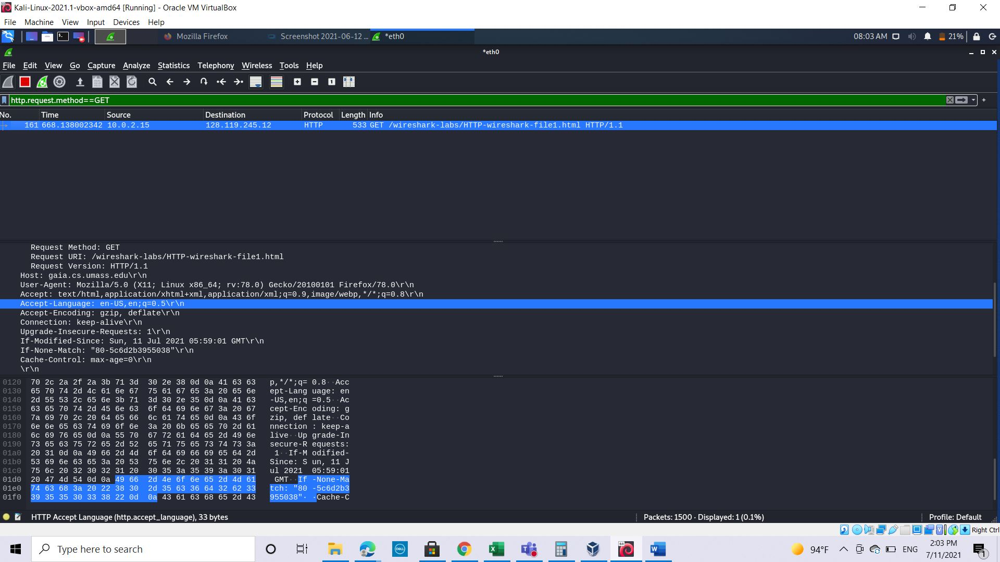 Kali-Linux-2021.1-vbox-amd64 [Running] - Oracle VM VirtualBox
File Machine View Input Devices Help
Mozilla Firefox Screenshot 2021-06-12 ... *eth0 08:03 AM 21%
*eth0
File Edit View Go Capture Analyze Statistics Telephony Wireless Tools Help
http.request.method==GET
No. Time Source Destination Protocol Length Info
161 668.138002342 10.0.2.15 128.119.245.12 HTTP 533 GET /wireshark-labs/HTTP-wireshark-file1.html HTTP/1.1
Request Method: GET
Request URI: /wireshark-labs/HTTP-wireshark-file1.html
Request Version: HTTP/1.1
Host: gaia.cs.umass.edu\r\n
User-Agent: Mozilla/5.0 (X11; Linux x86_64; rv:78.0) Gecko/20100101 Firefox/78.0\r\n
Accept: text/html,application/xhtml+xml,application/xml;q=0.9,image/webp,*/*;q=0.8\r\n
Accept-Language: en-US,en;q=0.5\r\n
Accept-Encoding: gzip, deflate\r\n
Connection: keep-alive\r\n
Upgrade-Insecure-Requests: 1\r\n
If-Modified-Since: Sun, 11 Jul 2021 05:59:01 GMT\r\n
If-None-Match: "80-5c6d2b3955038"\r\n
Cache-Control: max-age=0\r\n
\r\n
0120 70 2c 2a 2f 2a 3b 71 3d 30 2e 38 0d 0a 41 63 63 p,*/*;q= 0.8··Acc
0130 65 70 74 2d 4c 61 6e 67 75 61 67 65 3a 20 65 6e ept-Lang uage: en
0140 2d 55 53 2c 65 6e 3b 71 3d 30 2e 35 0d 0a 41 63 -US,en;q =0.5··Ac
0150 63 65 70 74 2d 45 6e 63 6f 64 69 6e 67 3a 20 67 cept-Enc oding: g
0160 7a 69 70 2c 20 64 65 66 6c 61 74 65 0d 0a 43 6f zip, def late··Co
0170 6e 6e 65 63 74 69 6f 6e 3a 20 6b 65 65 70 2d 61 nnection : keep-a
0180 6c 69 76 65 0d 0a 55 70 67 72 61 64 65 2d 49 6e live··Up grade-In
0190 73 65 63 75 72 65 2d 52 65 71 75 65 73 74 73 3a secure-R equests:
01a0 20 31 0d 0a 49 66 2d 4d 6f 64 69 66 69 65 64 2d 1··If-M odified-
01b0 53 69 6e 63 65 3a 20 53 75 6e 2c 20 31 31 20 4a Since: S un, 11 J
01c0 75 6c 20 32 30 32 31 20 30 35 3a 35 39 3a 30 31 ul 2021 05:59:01
01d0 20 47 4d 54 0d 0a 49 66 2d 4e 6f 6e 65 2d 4d 61 GMT··If -None-Ma
01e0 74 63 68 3a 20 22 38 30 2d 35 63 36 64 32 62 33 tch: "80 -5c6d2b3
01f0 39 35 35 30 33 38 22 0d 0a 43 61 63 68 65 2d 43 955038"· ·Cache-C
HTTP Accept Language (http.accept_language), 33 bytes Packets: 1500 · Displayed: 1 (0.1%) Profile: Default
Right Ctrl
Type here to search
DELL
94°F ENG 2:03 PM
7/11/2021
1